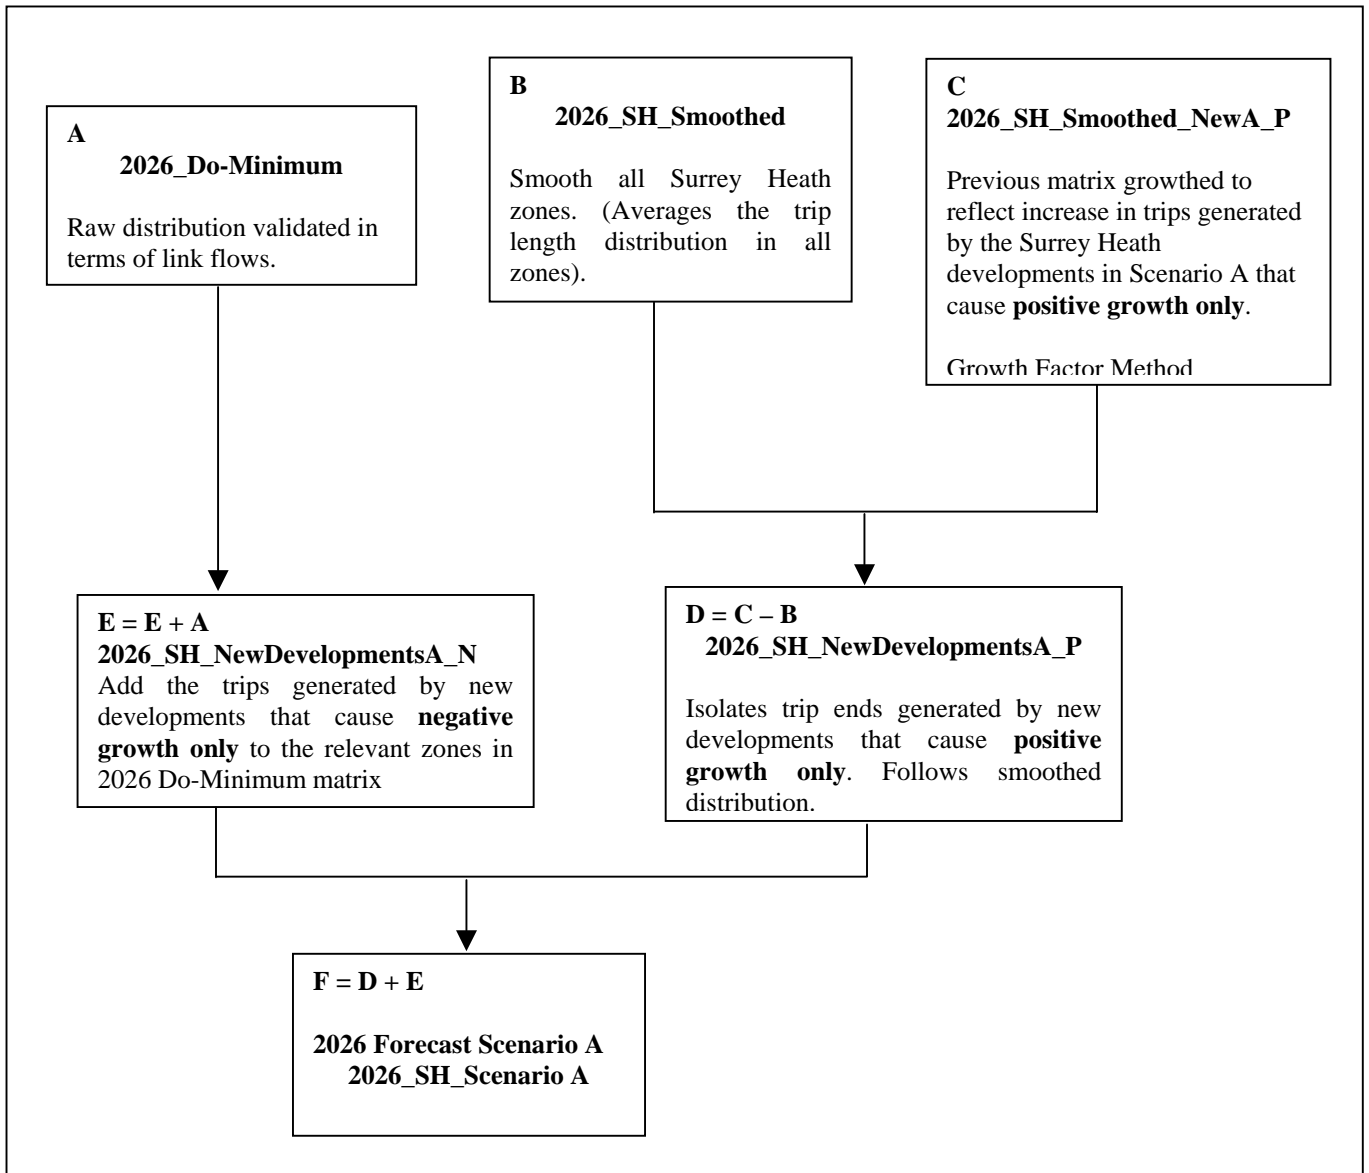 A
2026_Do-Minimum
Raw distribution validated in
terms of link flows.
B
2026_SH_Smoothed
Smooth all Surrey Heath
zones. (Averages the trip
length distribution in all
zones).
C
2026_SH_Smoothed_NewA_P
Previous matrix growthed to
reflect increase in trips generated
by the Surrey Heath
developments in Scenario A that
cause positive growth only.
Growth Factor Method
E = E + A
2026_SH_NewDevelopmentsA_N
Add the trips generated by new
developments that cause negative
growth only to the relevant zones in
2026 Do-Minimum matrix
D = C – B
2026_SH_NewDevelopmentsA_P
Isolates trip ends generated by new
developments that cause positive
growth only. Follows smoothed
distribution.
F = D + E
2026 Forecast Scenario A
2026_SH_Scenario A